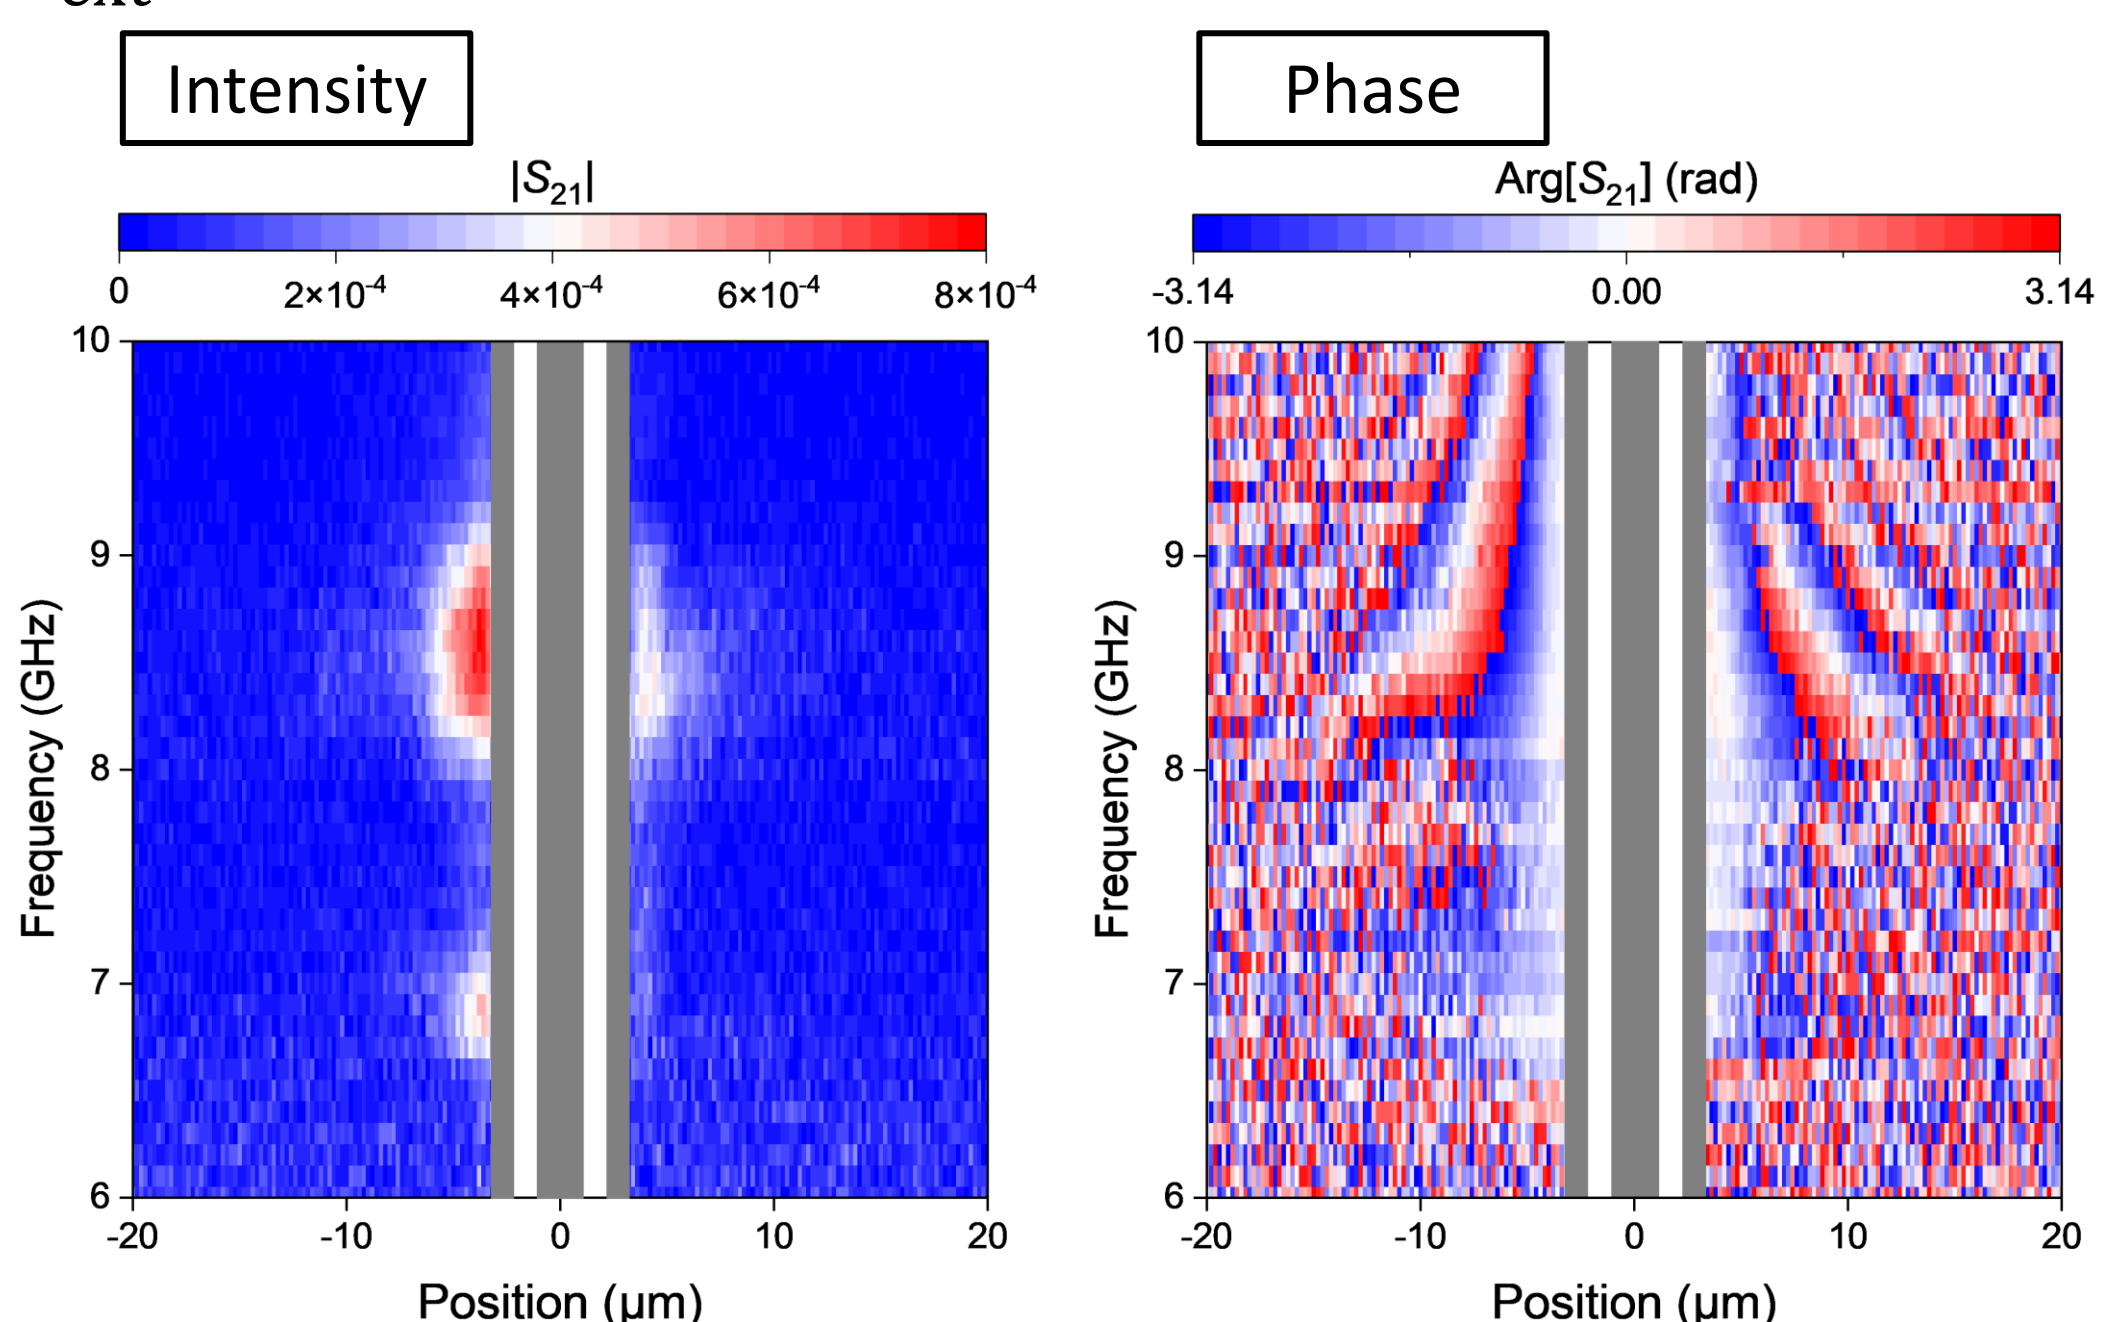 Intensity
Phase
|S₂₁|
Arg[S₂₁] (rad)
0 2×10⁻⁴ 4×10⁻⁴ 6×10⁻⁴ 8×10⁻⁴
-3.14 0.00 3.14
10
9
8
7
6
Frequency (GHz)
-20 -10 0 10 20
Position (μm)
10
9
8
7
6
Frequency (GHz)
-20 -10 0 10 20
Position (μm)